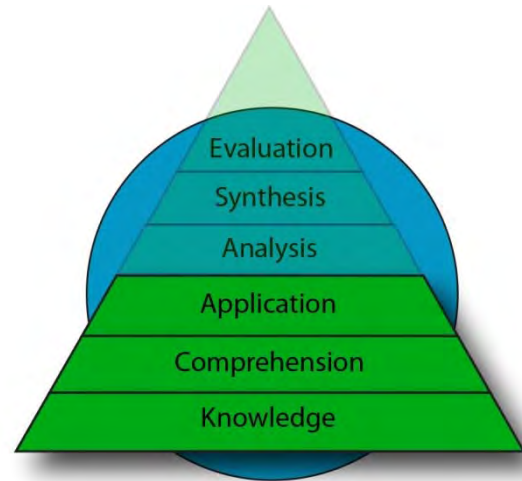 Evaluation
Synthesis
Analysis
Application
Comprehension
Knowledge